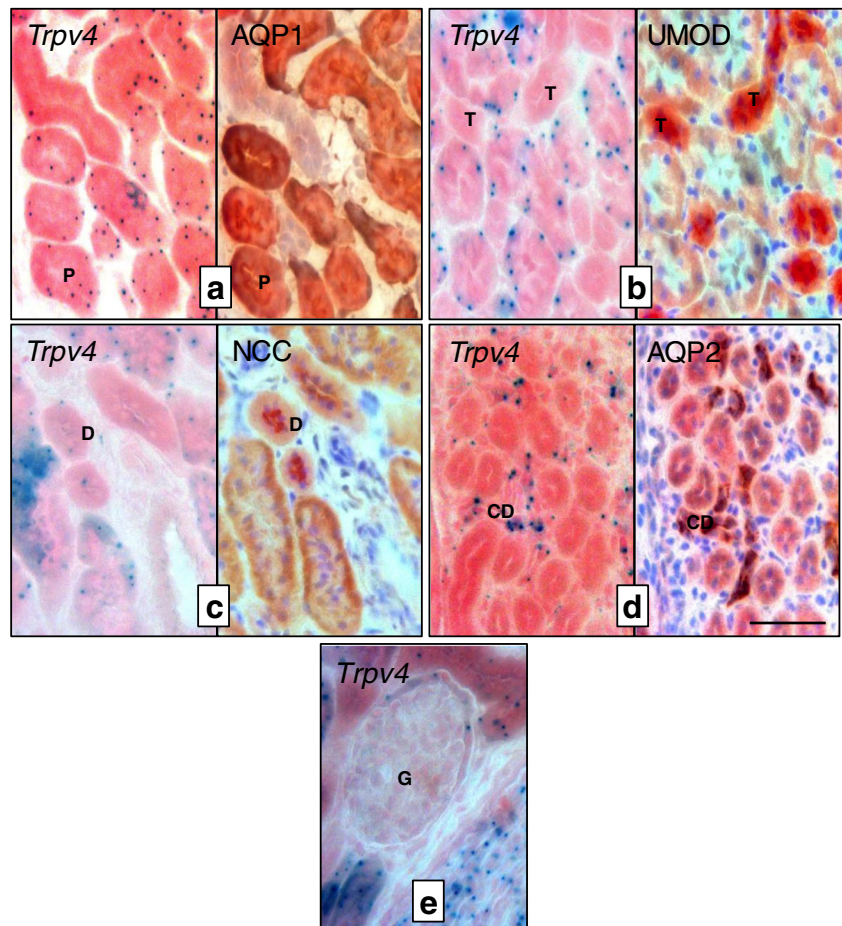 Trpv4 AQP1 Trpv4 UMOD
T T T T
P P
a b
Trpv4 NCC Trpv4 AQP2
D D
CD CD
c d
Trpv4
G
e